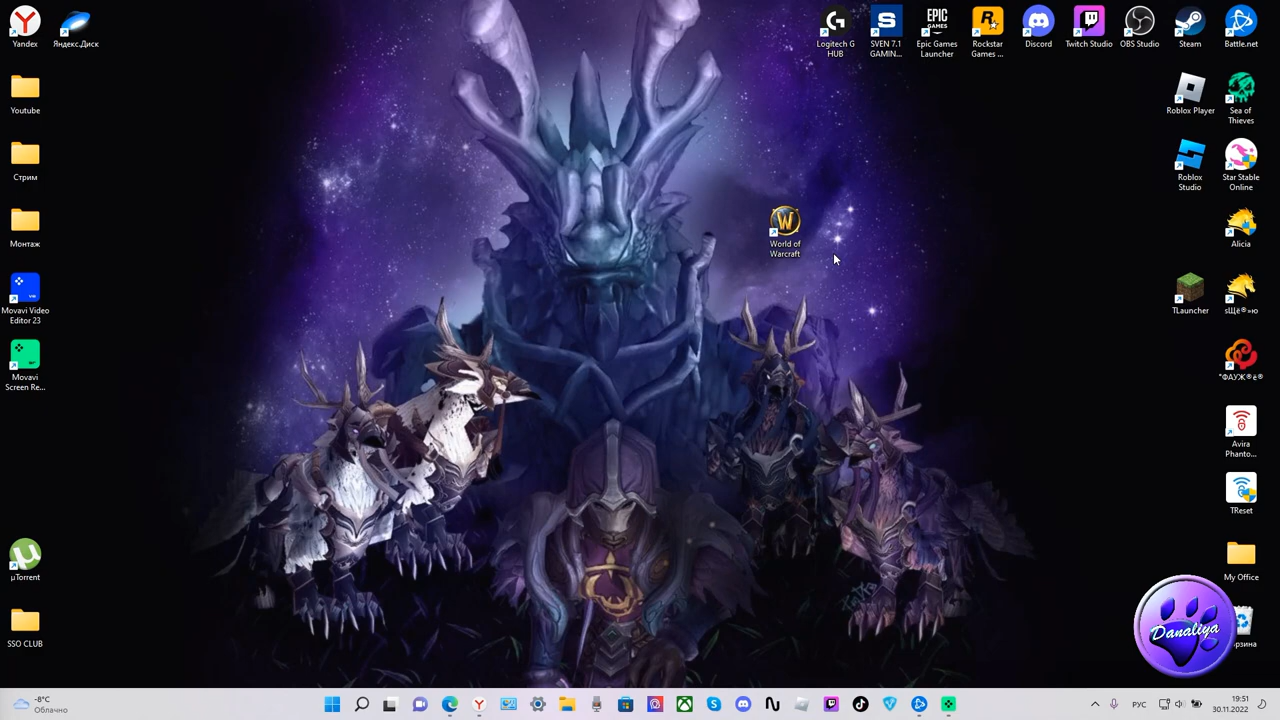 Yandex
Яндекс.Диск
Logitech G
HUB
SVEN 7.1
GAMIN...
EPIC
GAMES
Epic Games
Launcher
Rockstar
Games ...
Discord
Twitch Studio
OBS Studio
Steam
Battle.net
Youtube
Roblox Player
Sea of
Thieves
Стрим
Roblox
Studio
Star Stable
Online
Монтаж
World of
Warcraft
Alicia
Movavi Video
Editor 23
TLauncher
sЩё®»ю
Movavi
Screen Re...
°ФАУЖ®ё®
Avira
Phanto...
TReset
µTorrent
My Office
SSO CLUB
Danaliya
-8°C
Облачно
РУС
19:51
30.11.2022